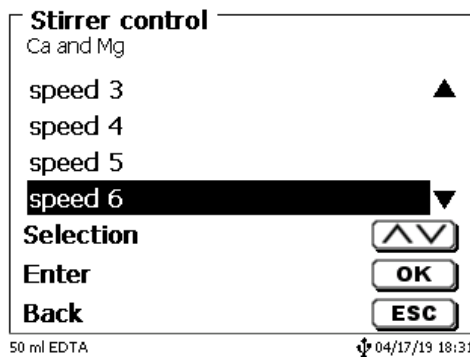 Stirrer control
Ca and Mg
speed 3
speed 4
speed 5
speed 6
Selection
Enter OK
Back ESC
50 ml EDTA 04/17/19 18:31